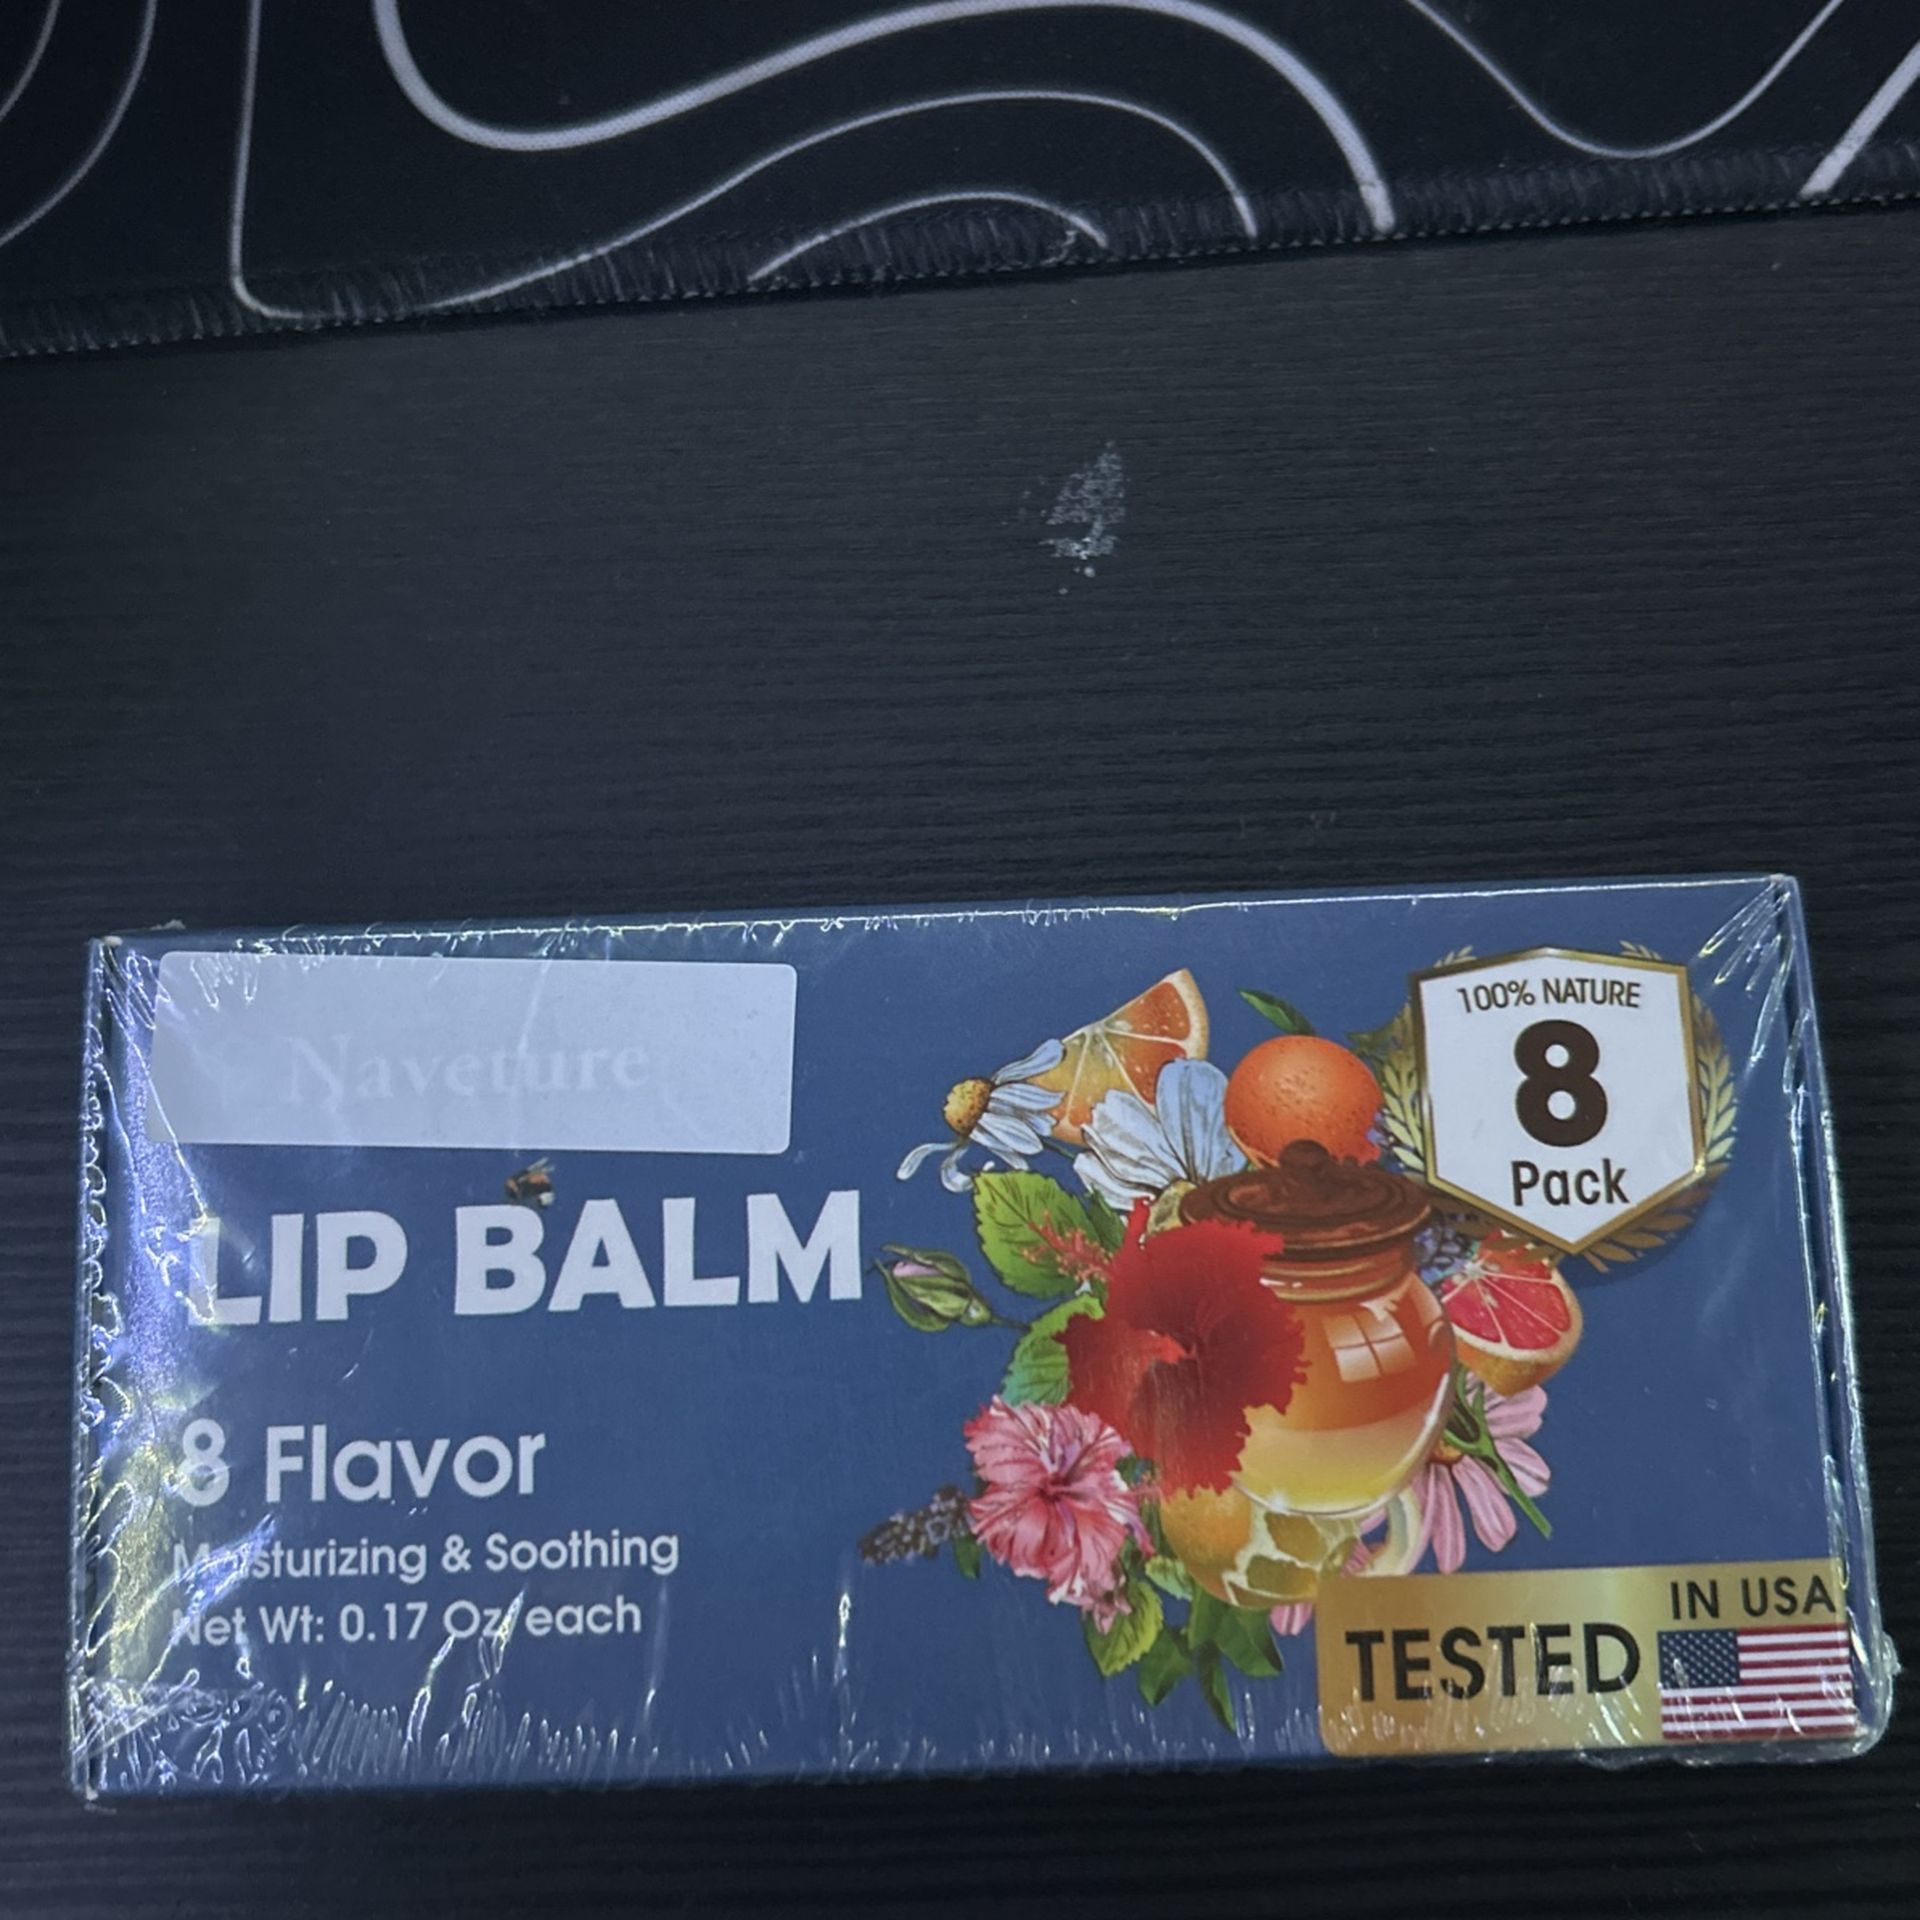 Naveture
LIP BALM
8 Flavor
Moisturizing & Soothing
Net Wt: 0.17 Oz/each
100% NATURE
8
Pack
TESTED
IN USA